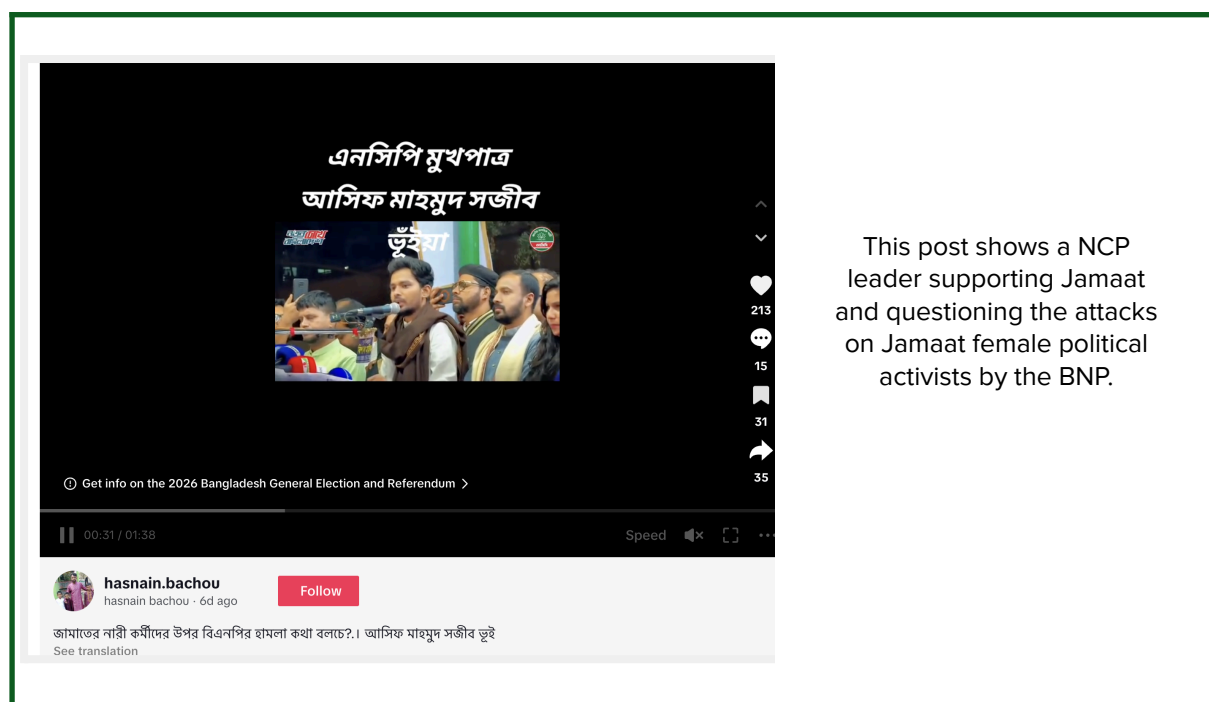 এনসিপি মুখপাত্র
আসিফ মাহমুদ সজীব
ভূঁইয়া
213
15
31
35
Get info on the 2026 Bangladesh General Election and Referendum
00:31 / 01:38
Speed
hasnain.bachou
hasnain bachou · 6d ago
Follow
জামাতের নারী কর্মীদের উপর বিএনপির হামলা কথা বলচে?.। আসিফ মাহমুদ সজীব ভূই
See translation
This post shows a NCP
leader supporting Jamaat
and questioning the attacks
on Jamaat female political
activists by the BNP.